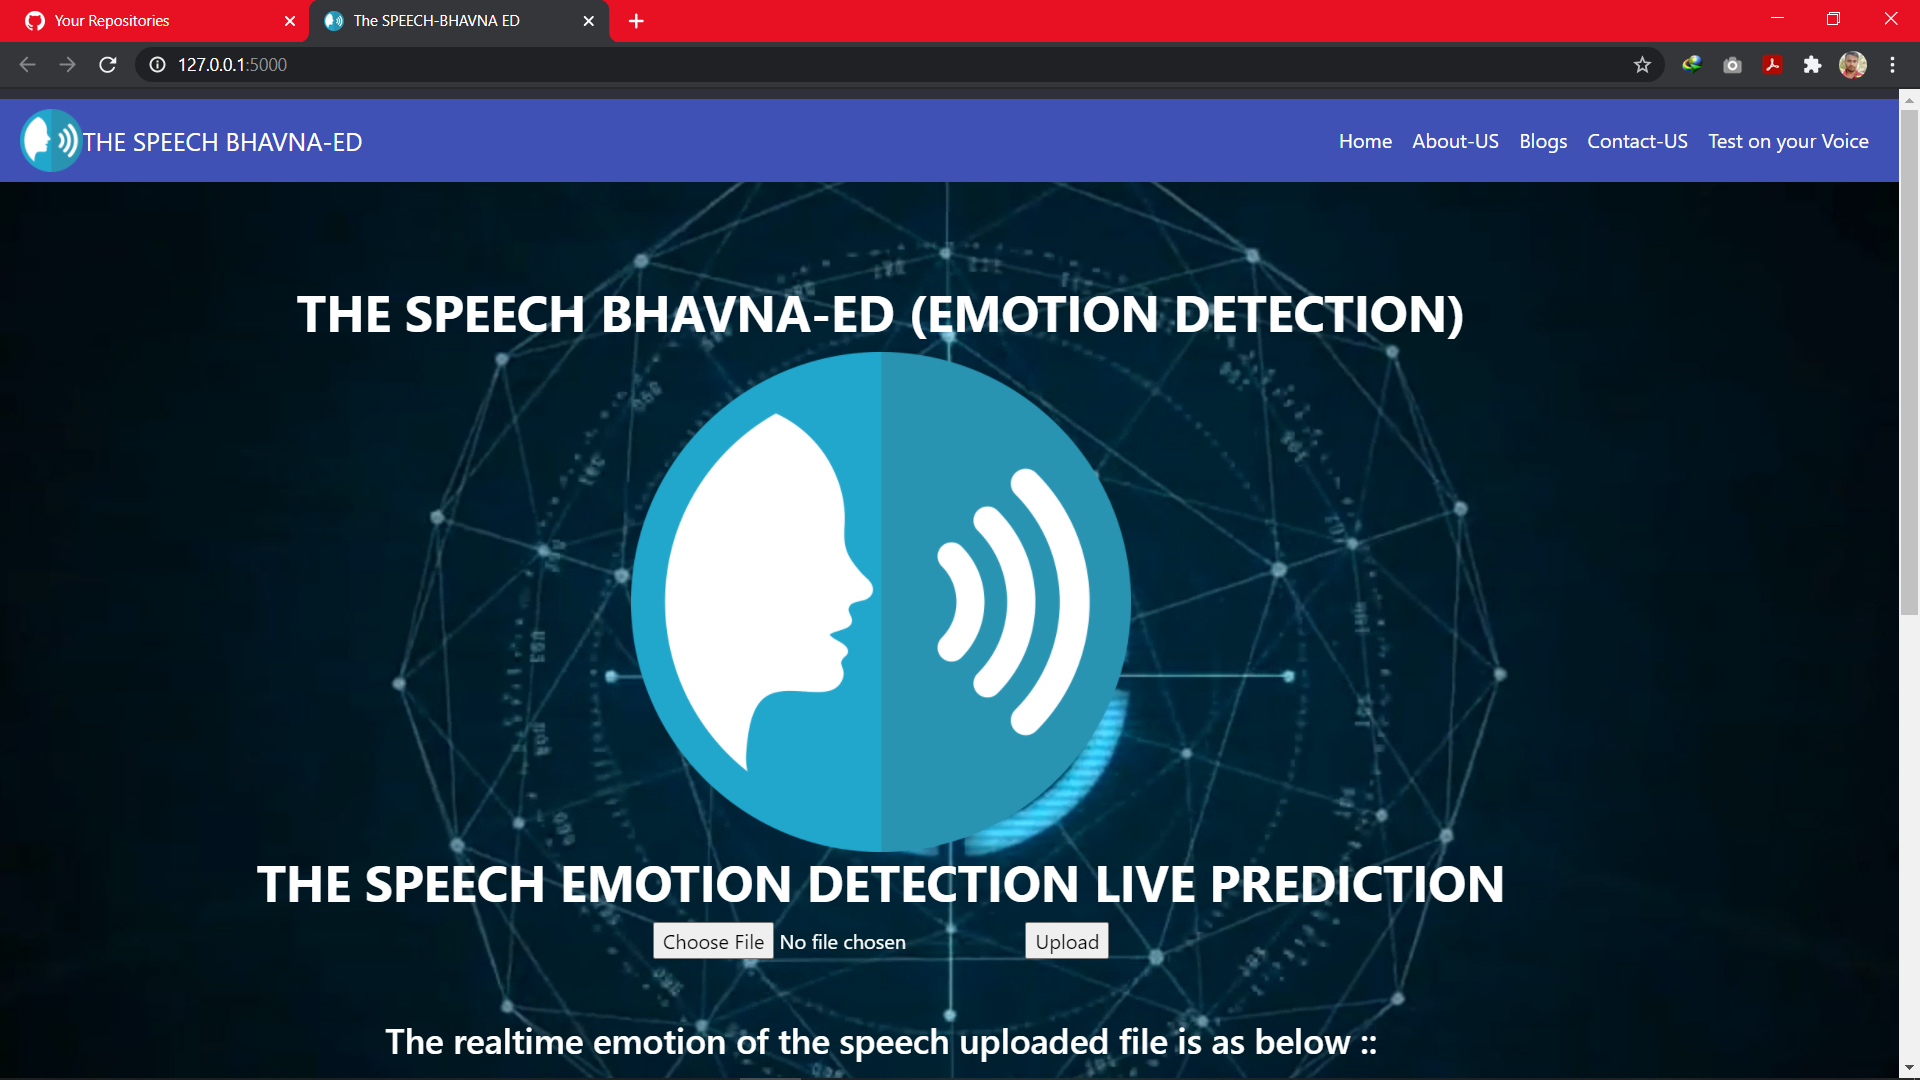 Your Repositories
The SPEECH-BHAVNA ED
127.0.0.1:5000
THE SPEECH BHAVNA-ED
Home About-US Blogs Contact-US Test on your Voice
THE SPEECH BHAVNA-ED (EMOTION DETECTION)
THE SPEECH EMOTION DETECTION LIVE PREDICTION
Choose File No file chosen Upload
The realtime emotion of the speech uploaded file is as below ::